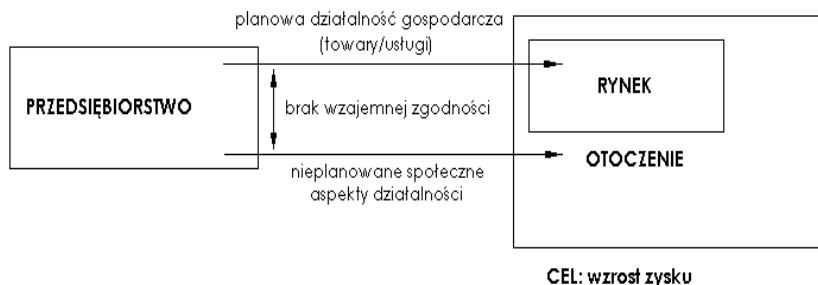 planowa działalność gospodarcza
(towary/usługi)
RYNEK
PRZEDSIĘBIORSTWO
brak wzajemnej zgodności
OTOCZENIE
nieplanowane społeczne
aspekty działalności
CEL: wzrost zysku